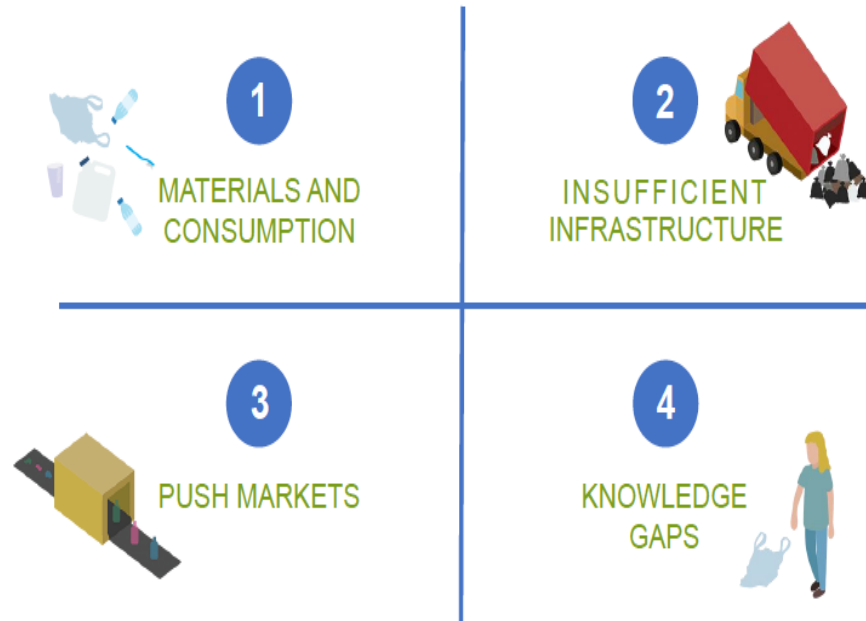 1
MATERIALS AND
CONSUMPTION
2
INSUFFICIENT
INFRASTRUCTURE
3
PUSH MARKETS
4
KNOWLEDGE
GAPS